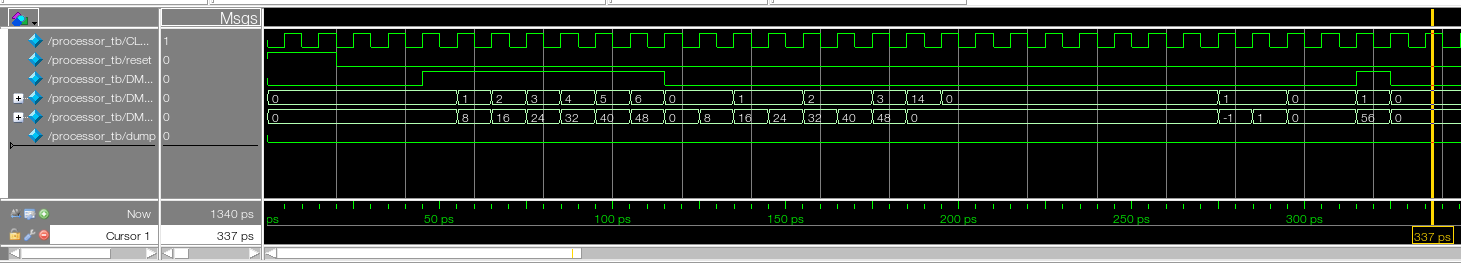 Msgs
/processor_tb/CL... 1
/processor_tb/reset 0
/processor_tb/DM... 0
/processor_tb/DM... 0 0 1 2 3 4 5 6 0 1 2 3 14 0 1 0 1 0
/processor_tb/DM... 0 0 8 16 24 32 40 48 0 8 16 24 32 40 48 0 -1 1 0 56 0
/processor_tb/dump 0
Now 1340 ps ps 50 ps 100 ps 150 ps 200 ps 250 ps 300 ps
Cursor 1 337 ps 337 ps